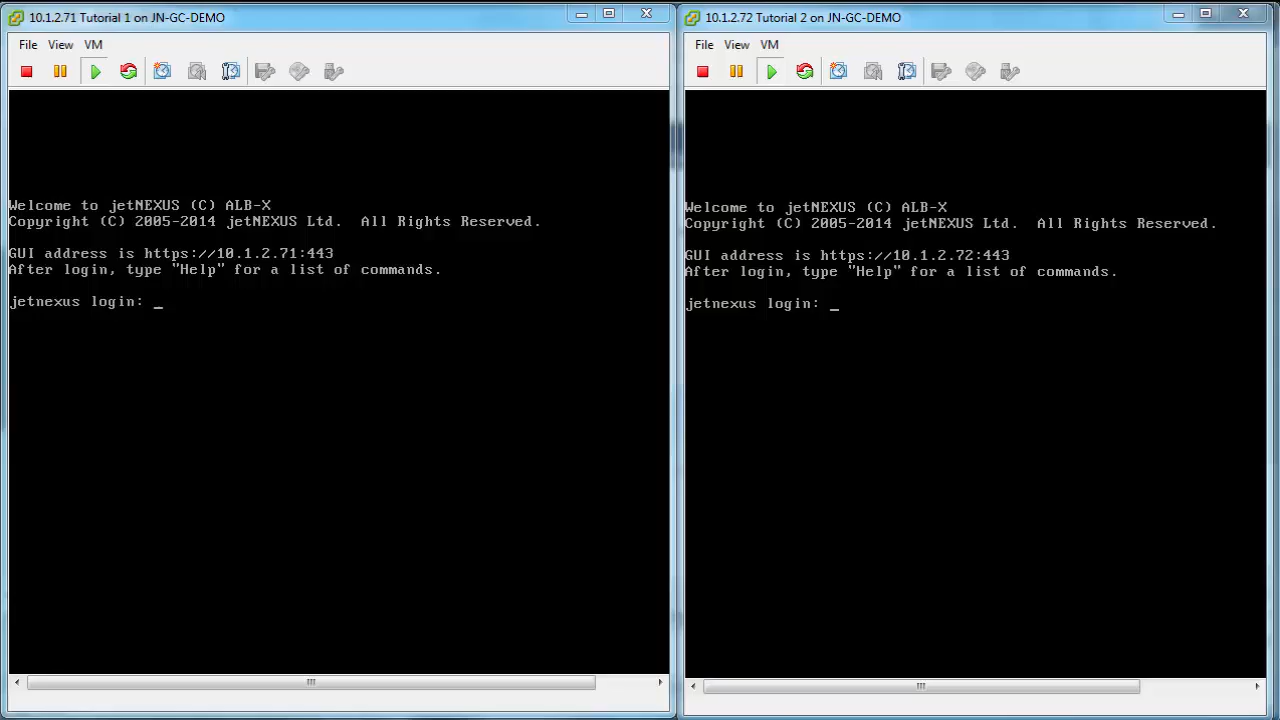 10.1.2.71 Tutorial 1 on JN-GC-DEMO
File View VM
Welcome to jetNEXUS (C) ALB-X
Copyright (C) 2005-2014 jetNEXUS Ltd.  All Rights Reserved.
GUI address is https://10.1.2.71:443
After login, type "Help" for a list of commands.
jetnexus login: _
10.1.2.72 Tutorial 2 on JN-GC-DEMO
File View VM
Welcome to jetNEXUS (C) ALB-X
Copyright (C) 2005-2014 jetNEXUS Ltd.  All Rights Reserved.
GUI address is https://10.1.2.72:443
After login, type "Help" for a list of commands.
jetnexus login: _